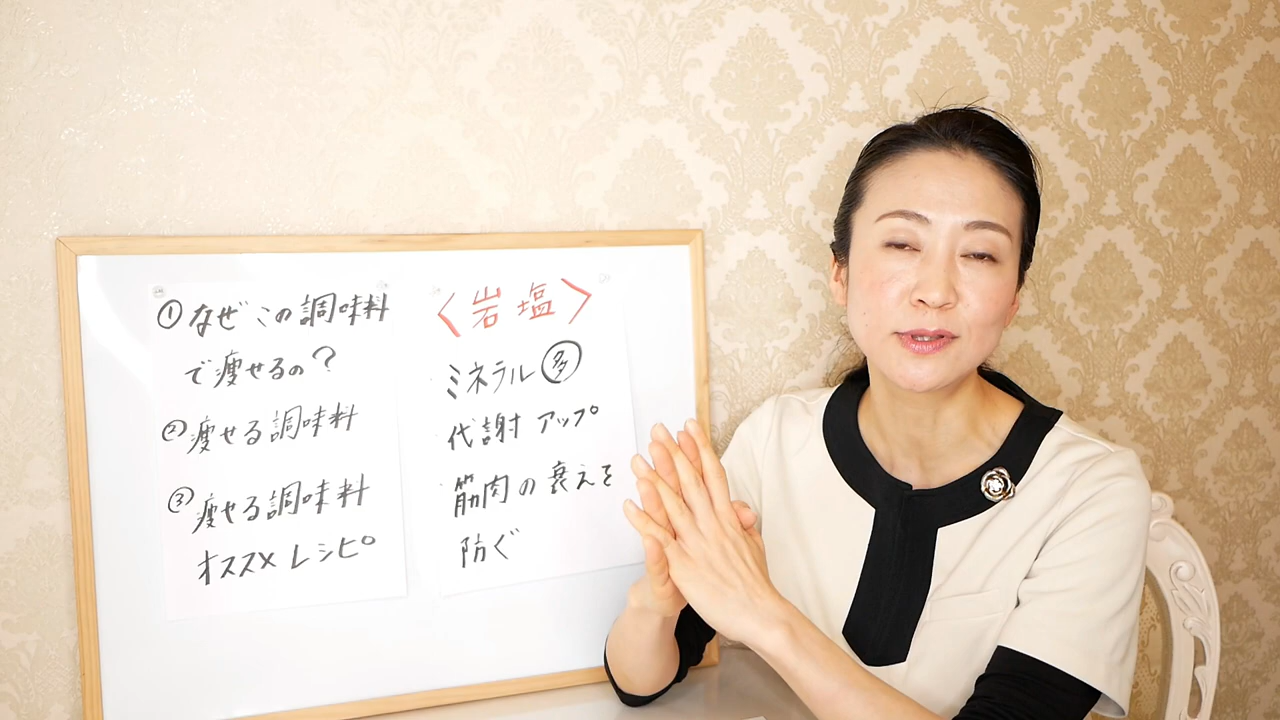 ①なぜこの調味料
で痩せるの?
②痩せる調味料
③痩せる調味料
オススメレシピ
〈岩塩〉
ミネラル多
代謝アップ
筋肉の衰えを
防ぐ